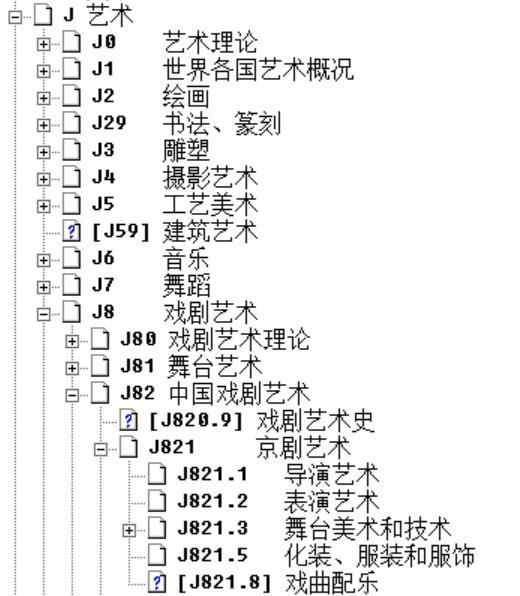 J 艺术
J0 艺术理论
J1 世界各国艺术概况
J2 绘画
J29 书法、篆刻
J3 雕塑
J4 摄影艺术
J5 工艺美术
[J59] 建筑艺术
J6 音乐
J7 舞蹈
J8 戏剧艺术
J80 戏剧艺术理论
J81 舞台艺术
J82 中国戏剧艺术
[J820.9] 戏剧艺术史
J821 京剧艺术
J821.1 导演艺术
J821.2 表演艺术
J821.3 舞台美术和技术
J821.5 化装、服装和服饰
[J821.8] 戏曲配乐